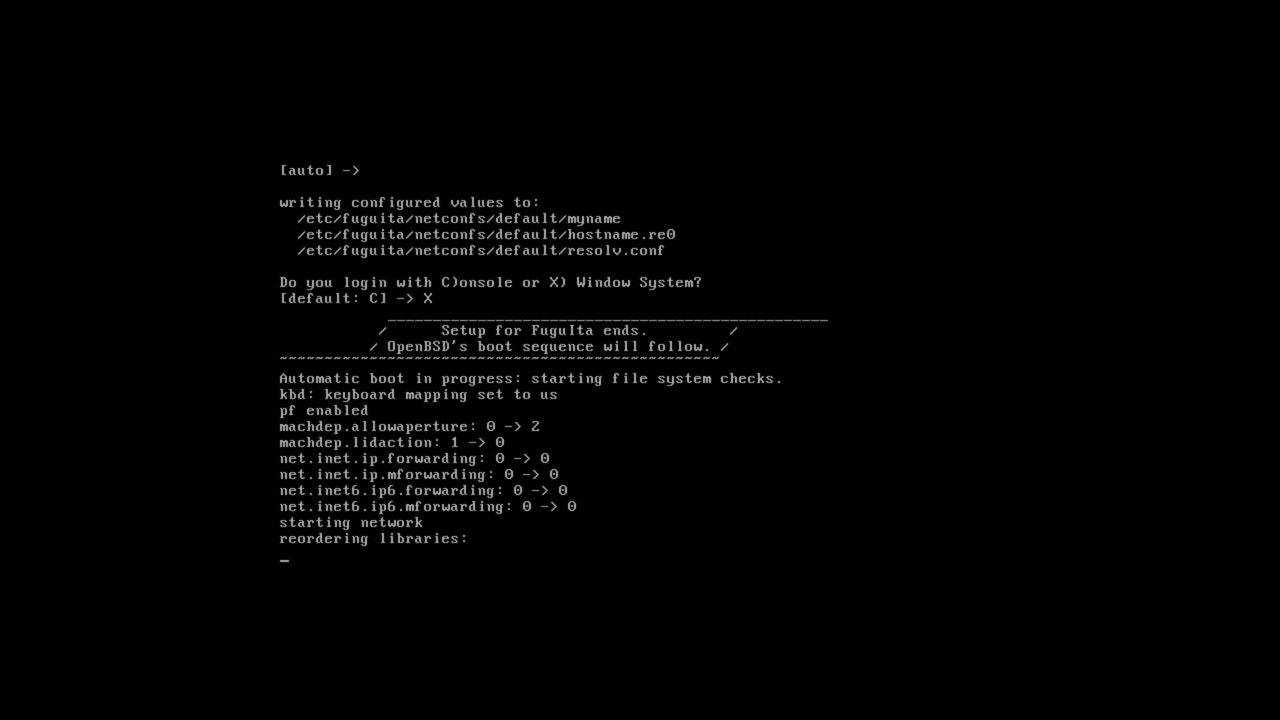 [auto] ->
writing configured values to:
/etc/fuguita/netconfs/default/myname
/etc/fuguita/netconfs/default/hostname.re0
/etc/fuguita/netconfs/default/resolv.conf
Do you login with C)onsole or X) Window System?
[default: C] -> X
_________________________________________________
/ Setup for FuguIta ends. /
/ OpenBSD's boot sequence will follow. /
~~~~~~~~~~~~~~~~~~~~~~~~~~~~~~~~~~~~~~~~~~~~~~~~~
Automatic boot in progress: starting file system checks.
kbd: keyboard mapping set to us
pf enabled
machdep.allowaperture: 0 -> 2
machdep.lidaction: 1 -> 0
net.inet.ip.forwarding: 0 -> 0
net.inet.ip.mforwarding: 0 -> 0
net.inet6.ip6.forwarding: 0 -> 0
net.inet6.ip6.mforwarding: 0 -> 0
starting network
reordering libraries:
_